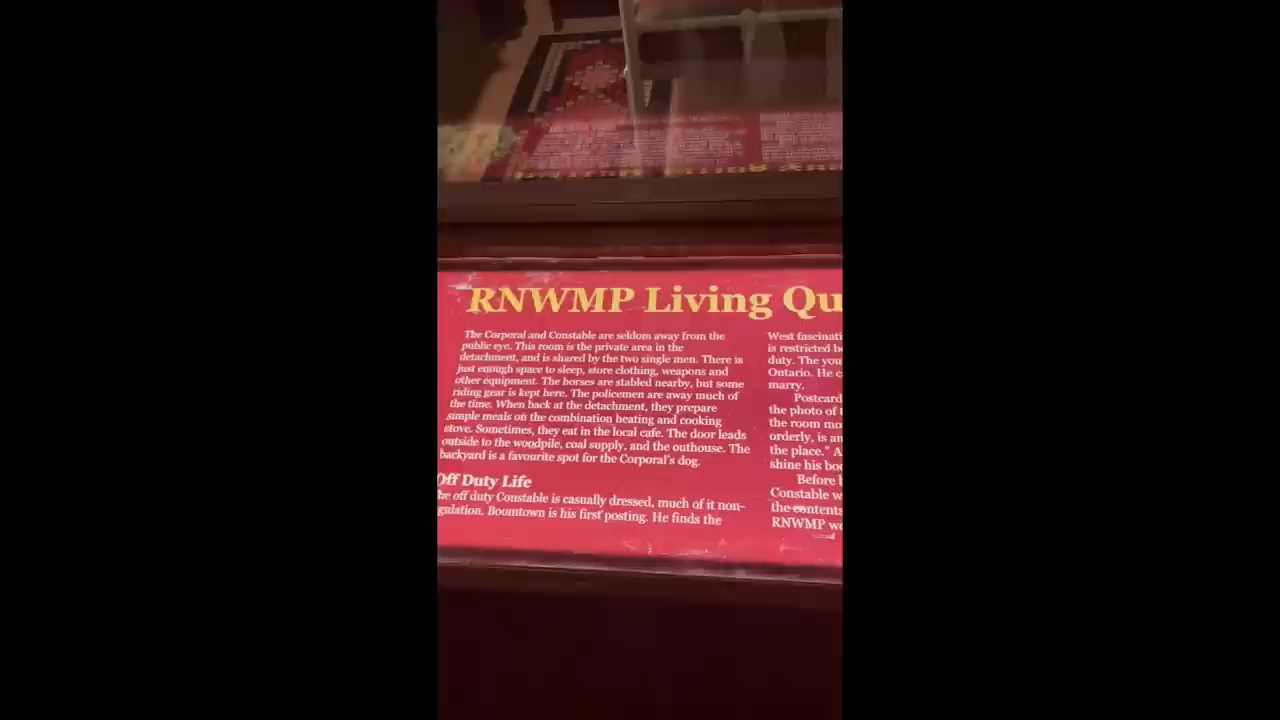 RNWMP Living Qu
The Corporal and Constable are seldom away from the
public eye. This room is the private area in the
detachment, and is shared by the two single men. There is
just enough space to sleep, store clothing, weapons and
other equipment. The horses are stabled nearby, but some
riding gear is kept here. The policemen are away much of
the time. When back at the detachment, they prepare
simple meals on the combination heating and cooking
stove. Sometimes, they eat in the local cafe. The door leads
outside to the woodpile, coal supply, and the outhouse. The
backyard is a favourite spot for the Corporal's dog.
Off Duty Life
he off duty Constable is casually dressed, much of it non-
gulation. Boomtown is his first posting. He finds the
West fascinati
is restricted b
duty. The you
Ontario. He c
marry.
Postcard
the photo of t
the room mo
orderly, is an
the place." A
shine his boo
Before
Constable w
the contents
RNWMP wo